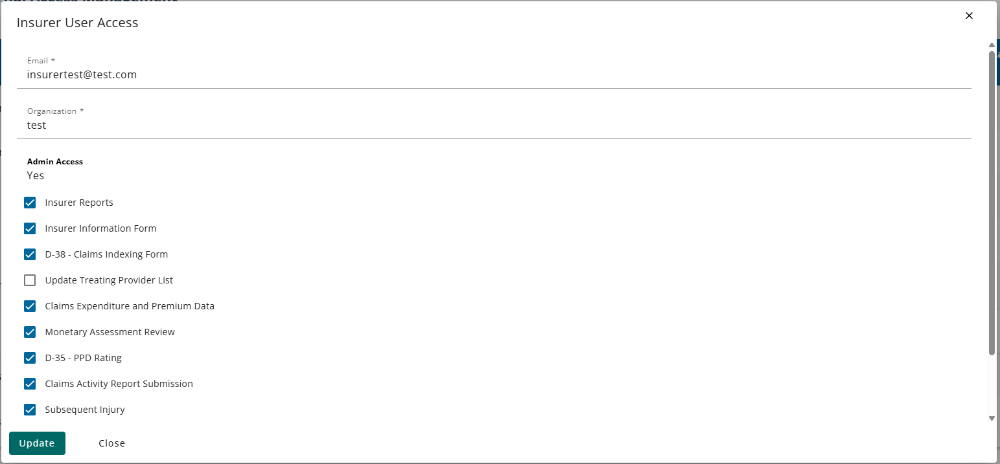 Insurer User Access
Email *
insurertest@test.com
Organization *
test
Admin Access
Yes
Insurer Reports
Insurer Information Form
D-38 - Claims Indexing Form
Update Treating Provider List
Claims Expenditure and Premium Data
Monetary Assessment Review
D-35 - PPD Rating
Claims Activity Report Submission
Subsequent Injury
Update
Close